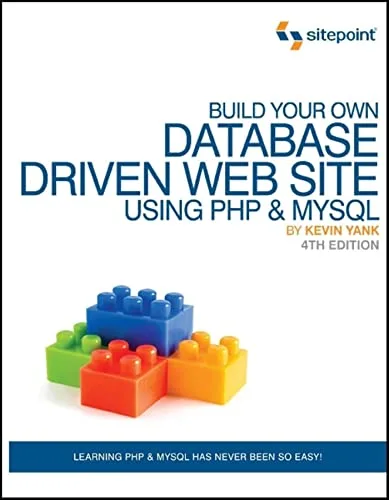 sitepoint
BUILD YOUR OWN
DATABASE
DRIVEN WEB SITE
USING PHP & MYSQL
BY KEVIN YANK
4TH EDITION
LEARNING PHP & MYSQL HAS NEVER BEEN SO EASY!